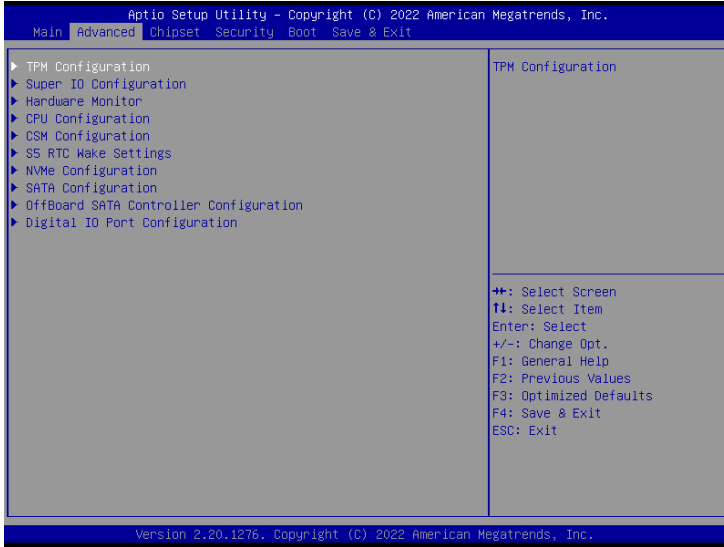 Aptio Setup Utility – Copyright (C) 2022 American Megatrends, Inc.
Main Advanced Chipset Security Boot Save & Exit
TPM Configuration
Super IO Configuration
Hardware Monitor
CPU Configuration
CSM Configuration
S5 RTC Wake Settings
NVMe Configuration
SATA Configuration
OffBoard SATA Controller Configuration
Digital IO Port Configuration
TPM Configuration
→←: Select Screen
↑↓: Select Item
Enter: Select
+/-: Change Opt.
F1: General Help
F2: Previous Values
F3: Optimized Defaults
F4: Save & Exit
ESC: Exit
Version 2.20.1276. Copyright (C) 2022 American Megatrends, Inc.